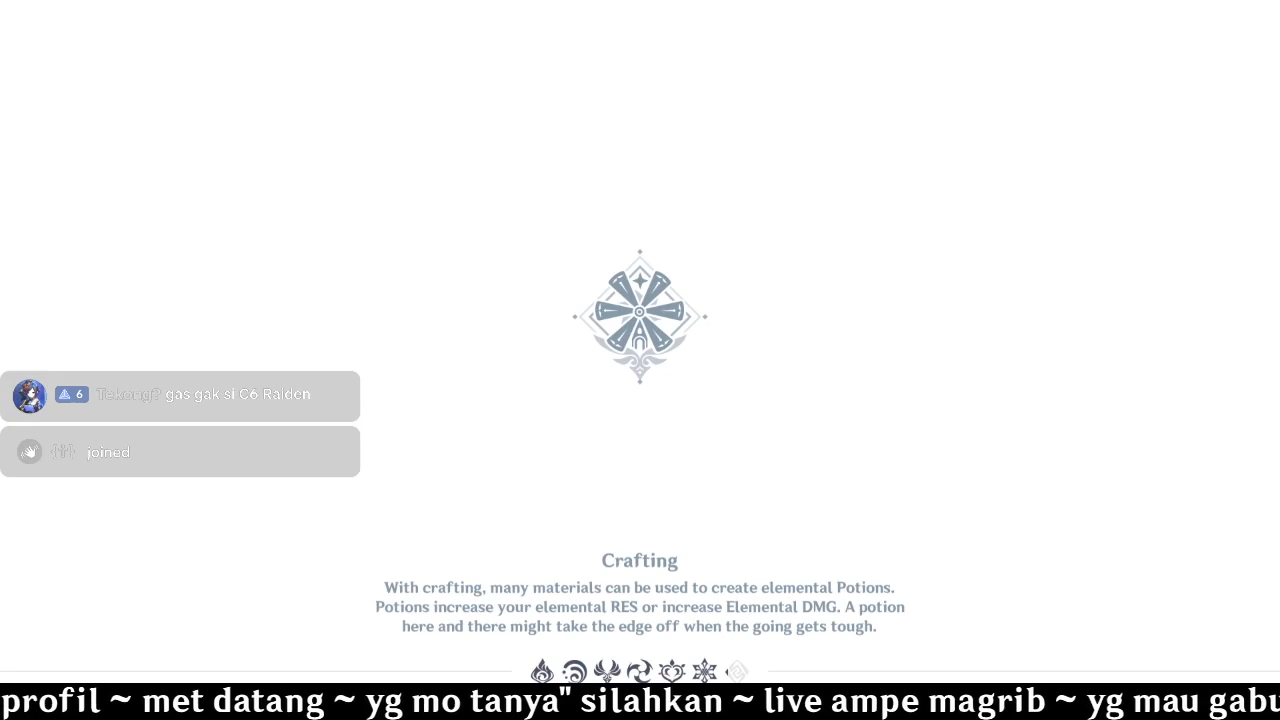 6 Tekong? gas gak si C6 Raiden
joined
Crafting
With crafting, many materials can be used to create elemental Potions.
Potions increase your elemental RES or increase Elemental DMG. A potion
here and there might take the edge off when the going gets tough.
profil ~ met datang ~ yg mo tanya" silahkan ~ live ampe magrib ~ yg mau gabu